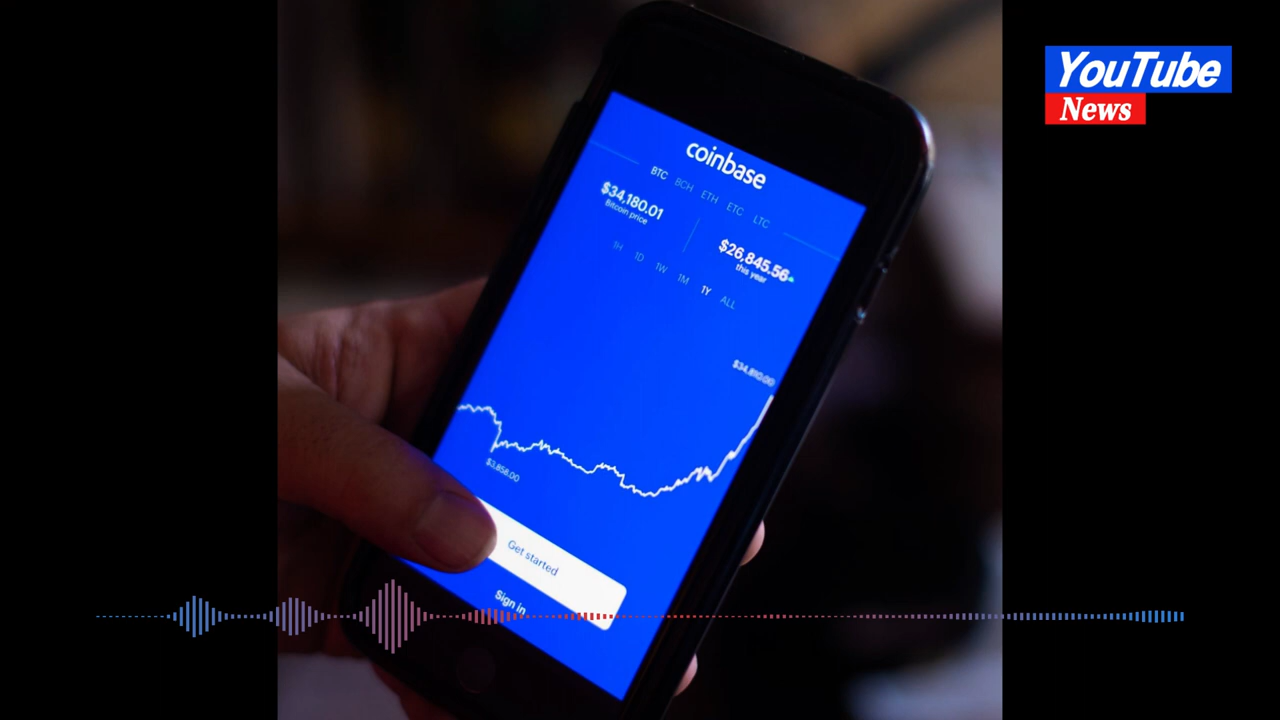 YouTube
News
coinbase
BTC BCH ETH ETC LTC
$34,180.01
Bitcoin price
$26,845.56
this year
1H 1D 1W 1M 1Y ALL
$34,810.00
$3,858.00
Get started
Sign in